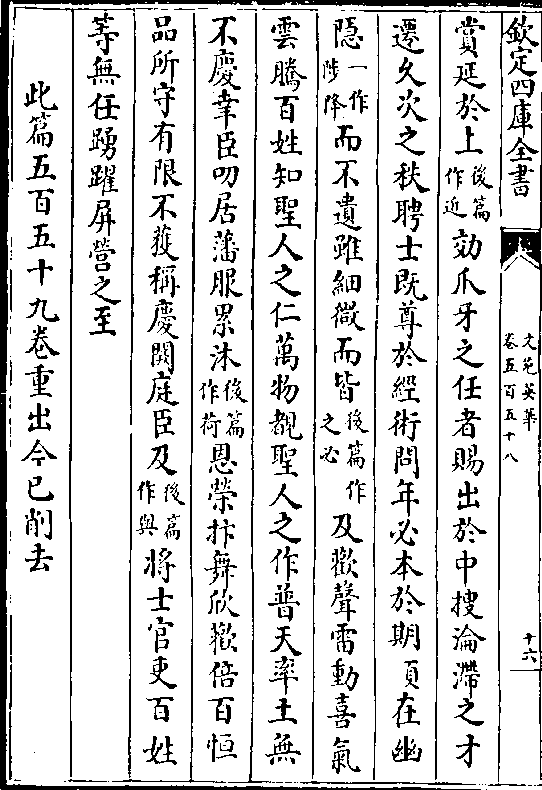 欽定四庫全書
文苑英華
卷五百五十八
十六
賞延於上後篇作近効爪牙之任者賜出於中搜淪滯之才
遷久次之秩聘士既尊於經術問年必本於期頤在幽
隱一作陟降而不遺雖細微而皆後篇作之必及歡聲雷動喜氣
雲騰百姓知聖人之仁萬物覩聖人之作普天率土無
不慶幸臣叨居藩服累沐後篇作荷恩榮抃舞欣歡倍百恒
品所守有限不獲稱慶闕庭臣及後篇作與將士官吏百姓
等無任踴躍屏營之至
此篇五百五十九卷重出今已削去